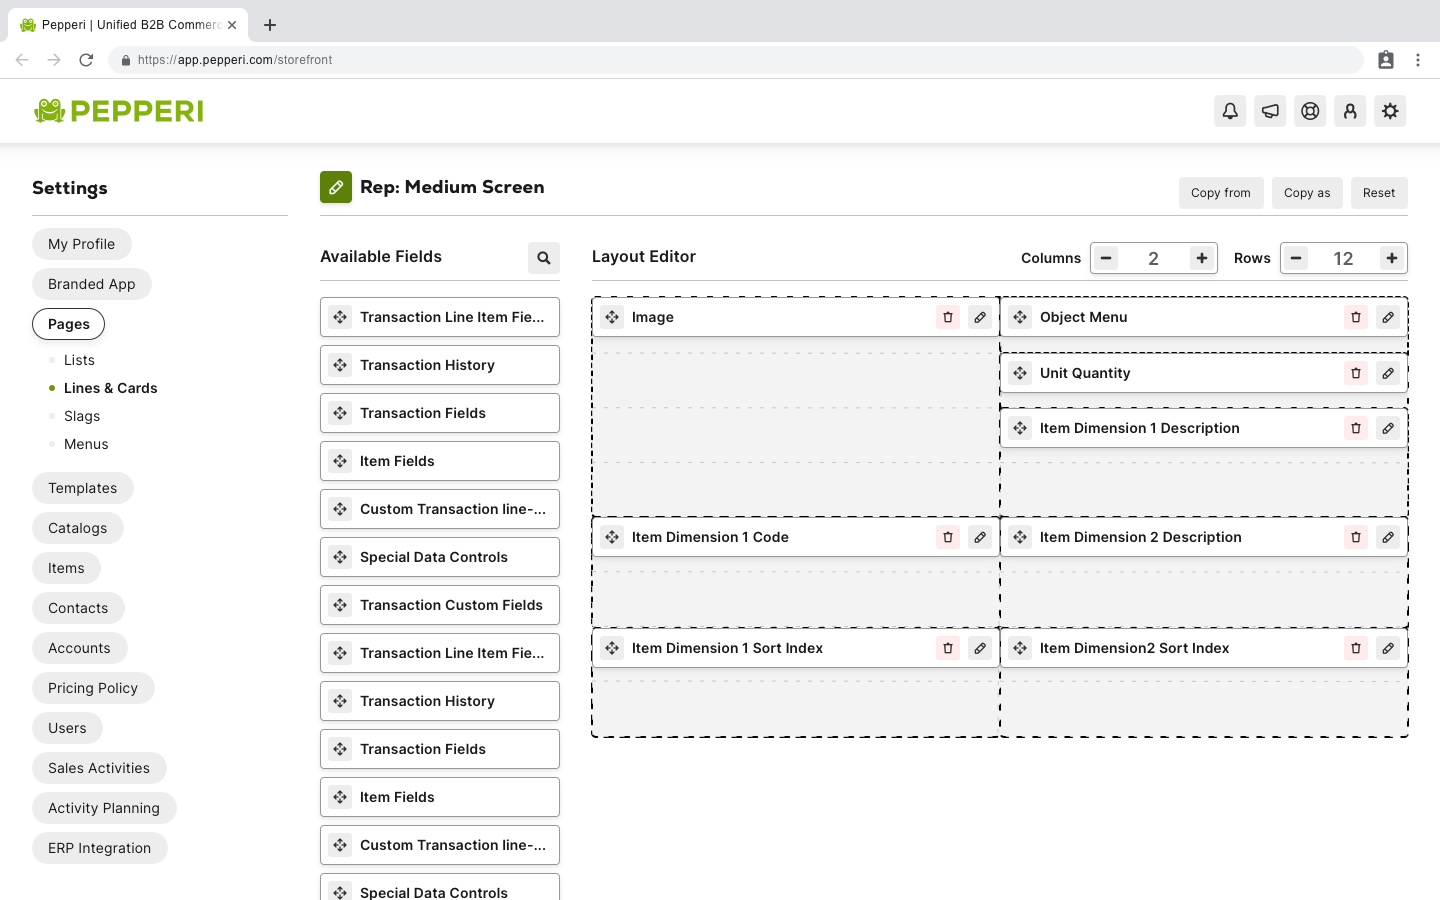 Pepperi | Unified B2B Commerc
https://app.pepperi.com/storefront
PEPPERI
Settings
My Profile
Branded App
Pages
Lists
Lines & Cards
Slags
Menus
Templates
Catalogs
Items
Contacts
Accounts
Pricing Policy
Users
Sales Activities
Activity Planning
ERP Integration
Rep: Medium Screen
Copy from
Copy as
Reset
Available Fields
Transaction Line Item Fie...
Transaction History
Transaction Fields
Item Fields
Custom Transaction line-...
Special Data Controls
Transaction Custom Fields
Transaction Line Item Fie...
Transaction History
Transaction Fields
Item Fields
Custom Transaction line-...
Special Data Controls
Layout Editor
Columns
2
Rows
12
Image
Object Menu
Unit Quantity
Item Dimension 1 Description
Item Dimension 1 Code
Item Dimension 2 Description
Item Dimension 1 Sort Index
Item Dimension2 Sort Index